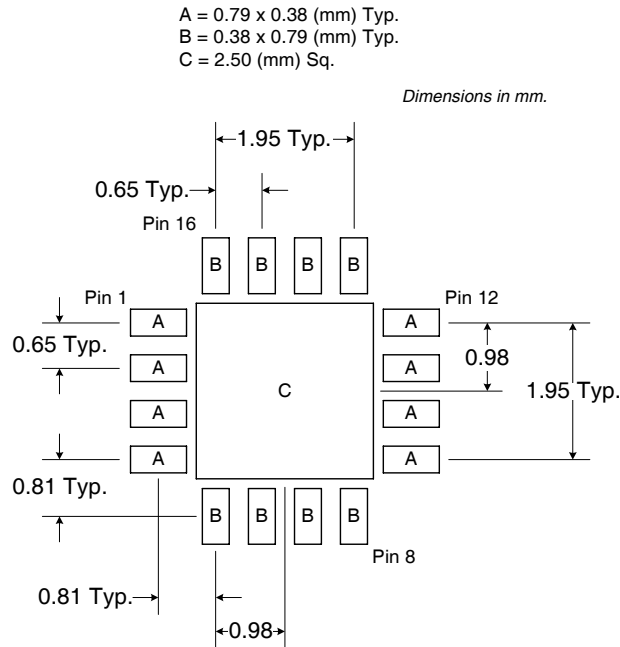 A = 0.79 x 0.38 (mm) Typ.
B = 0.38 x 0.79 (mm) Typ.
C = 2.50 (mm) Sq.
Dimensions in mm.
1.95 Typ.
0.65 Typ.
Pin 16
B B B B
Pin 1
Pin 12
A
A
0.65 Typ.
0.98
A
A
C
1.95 Typ.
A
A
A
A
0.81 Typ.
B B B B
Pin 8
0.81 Typ.
0.98